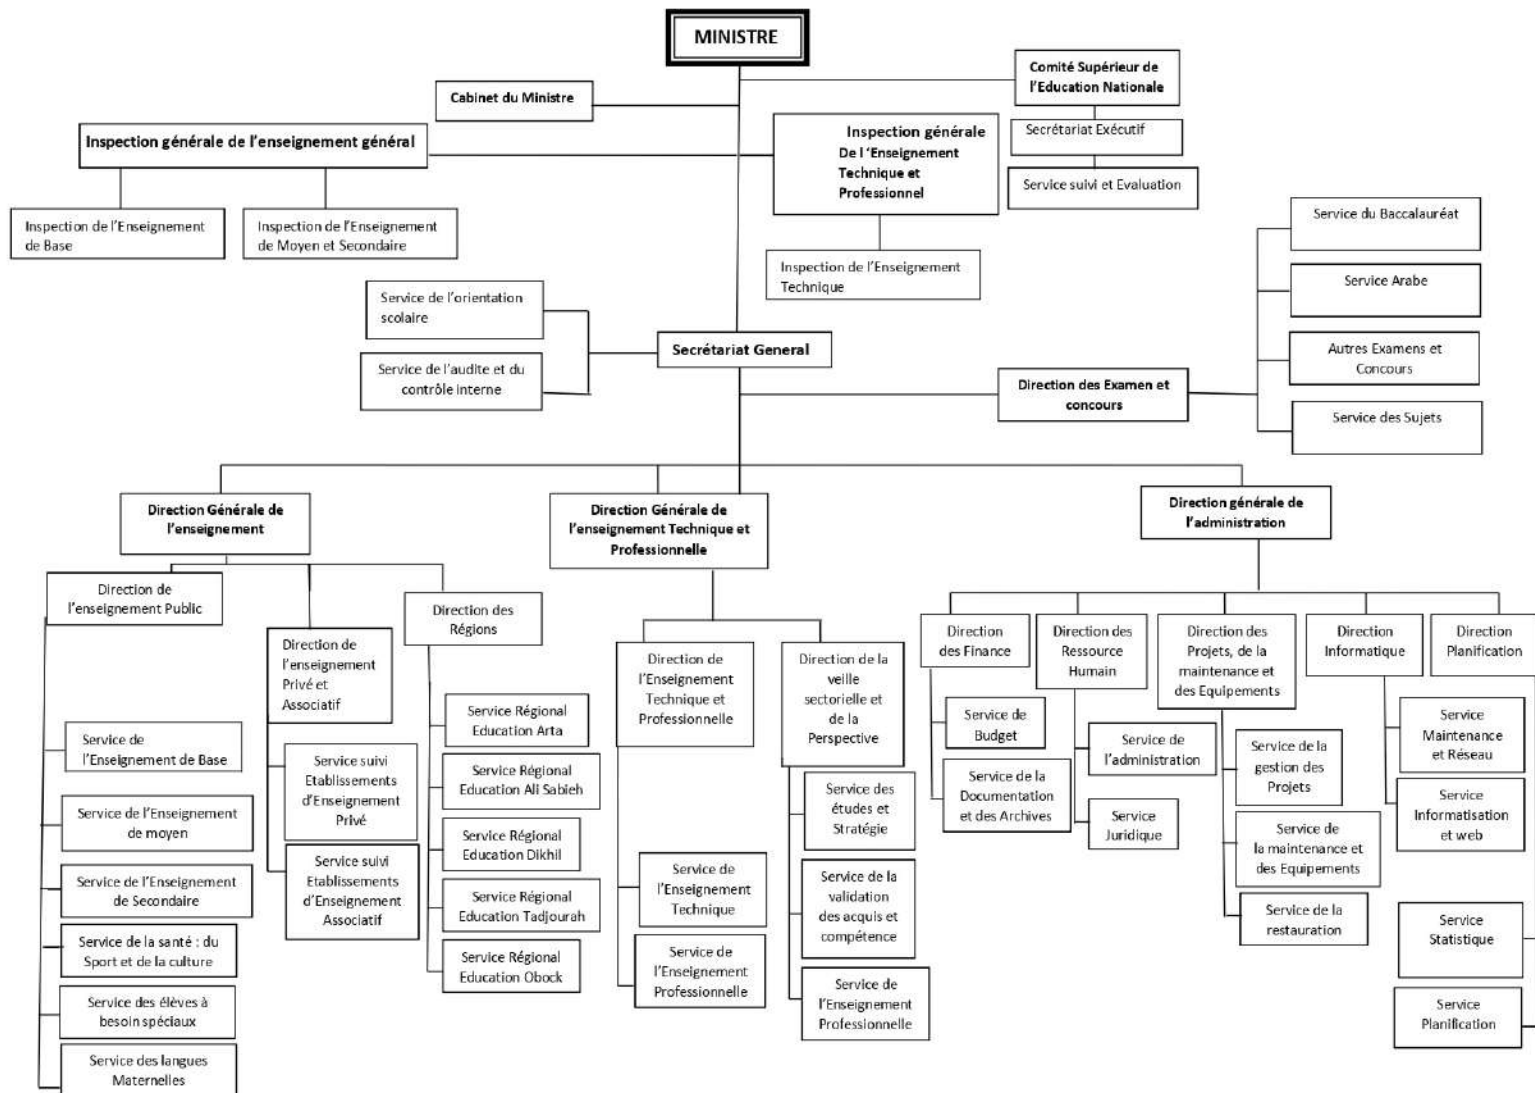 MINISTRE
Comité Supérieur de
l'Education Nationale
Cabinet du Ministre
Secrétariat Exécutif
Service suivi et Evaluation
Inspection générale de l'enseignement général
Inspection générale
De l 'Enseignement
Technique et
Professionnel
Inspection de l'Enseignement
de Base
Inspection de l'Enseignement
de Moyen et Secondaire
Inspection de l'Enseignement
Technique
Service du Baccalauréat
Service Arabe
Autres Examens et
Concours
Service des Sujets
Service de l'orientation
scolaire
Service de l'audite et du
contrôle interne
Secrétariat General
Direction des Examen et
concours
Direction Générale de
l'enseignement
Direction Générale de
l'enseignement Technique et
Professionnelle
Direction générale de
l'administration
Direction de
l'enseignement Public
Direction de
l'enseignement
Privé et
Associatif
Direction des
Régions
Service de
l'Enseignement de Base
Service de l'Enseignement
de moyen
Service de l'Enseignement
de Secondaire
Service de la santé : du
Sport et de la culture
Service des élèves à
besoin spéciaux
Service des langues
Maternelles
Service suivi
Etablissements
d'Enseignement
Privé
Service suivi
Etablissements
d'Enseignement
Associatif
Service Régional
Education Arta
Service Régional
Education Ali Sabieh
Service Régional
Education Dikhil
Service Régional
Education Tadjourah
Service Régional
Education Obock
Direction de
l'Enseignement
Technique et
Professionnelle
Direction de la
veille
sectorielle et
de la
Perspective
Service de
l'Enseignement
Technique
Service de
l'Enseignement
Professionnelle
Service des
études et
Stratégie
Service de la
validation
des acquis et
compétence
Service de
l'Enseignement
Professionnelle
Direction
des Finance
Direction des
Ressource
Humain
Direction des
Projets, de la
maintenance et
des Equipements
Direction
Informatique
Direction
Planification
Service de
Budget
Service de la
Documentation
et des Archives
Service de
l'administration
Service
Juridique
Service de la
gestion des
Projets
Service de
la maintenance et
des Equipements
Service de la
restauration
Service
Maintenance
et Réseau
Service
Informatisation
et web
Service
Statistique
Service
Planification